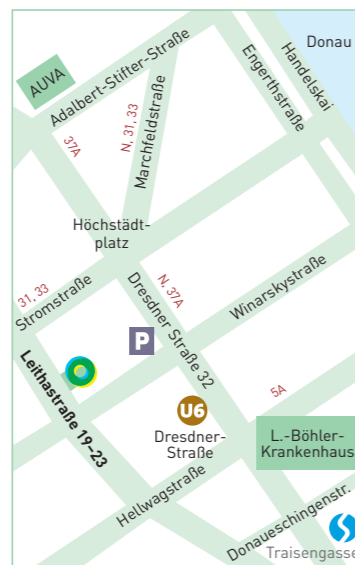 Donau
Handelskai
Engerthstraße
AUVA
Adalbert-Stifter-Straße
37A
N, 31, 33
Marchfeldstraße
Höchstädt-
platz
31, 33
Stromstraße
N, 37A
Dresdner Straße 32
Winarskystraße
P
Leithastraße 19–23
U6
Dresdner-
Straße
5A
L.-Böhler-
Krankenhaus
Hellwagstraße
Donaueschingenstr.
Traisengasse